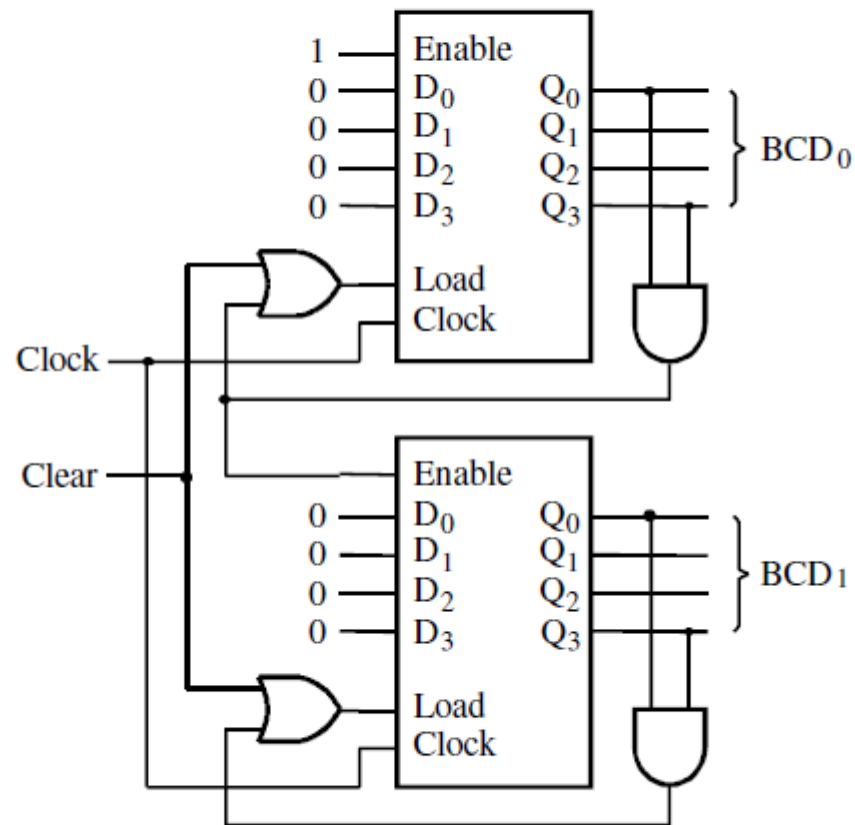 1 Enable
0 D0 Q0
0 D1 Q1
0 D2 Q2
0 D3 Q3
BCD0
Load
Clock
Clock
Clear
Enable
0 D0 Q0
0 D1 Q1
0 D2 Q2
0 D3 Q3
BCD1
Load
Clock